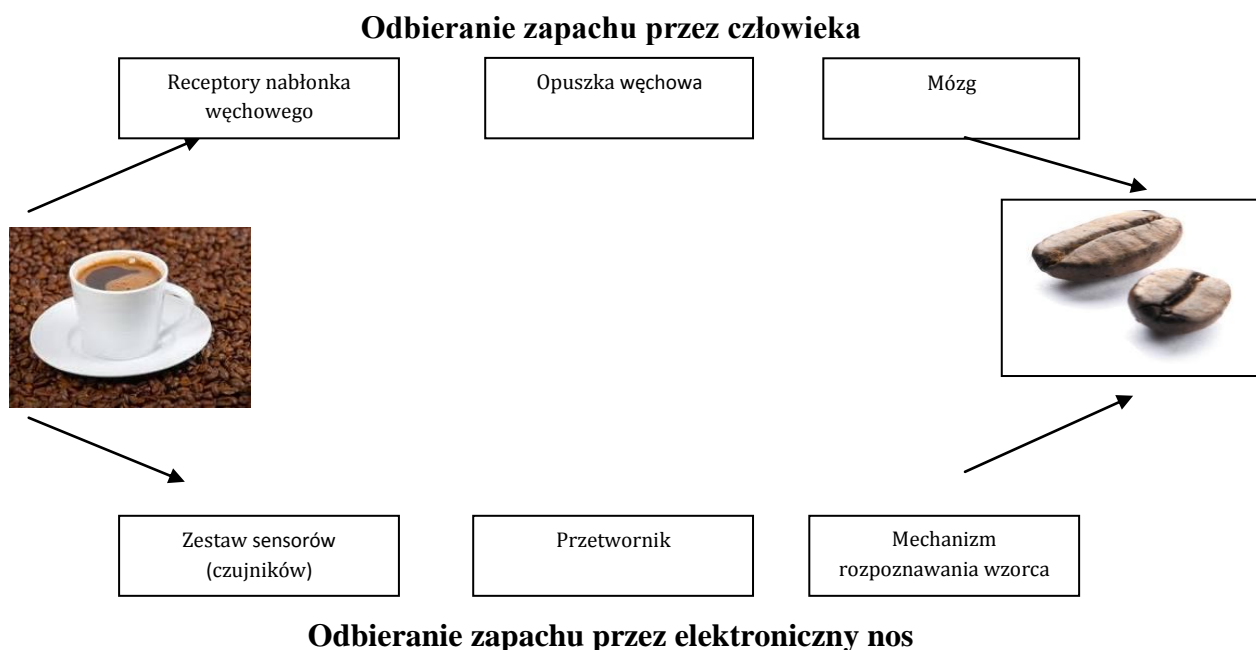 Odbieranie zapachu przez człowieka
Receptory nabłonka
węchowego
Opuszka węchowa
Mózg
Zestaw sensorów
(czujników)
Przetwornik
Mechanizm
rozpoznawania wzorca
Odbieranie zapachu przez elektroniczny nos